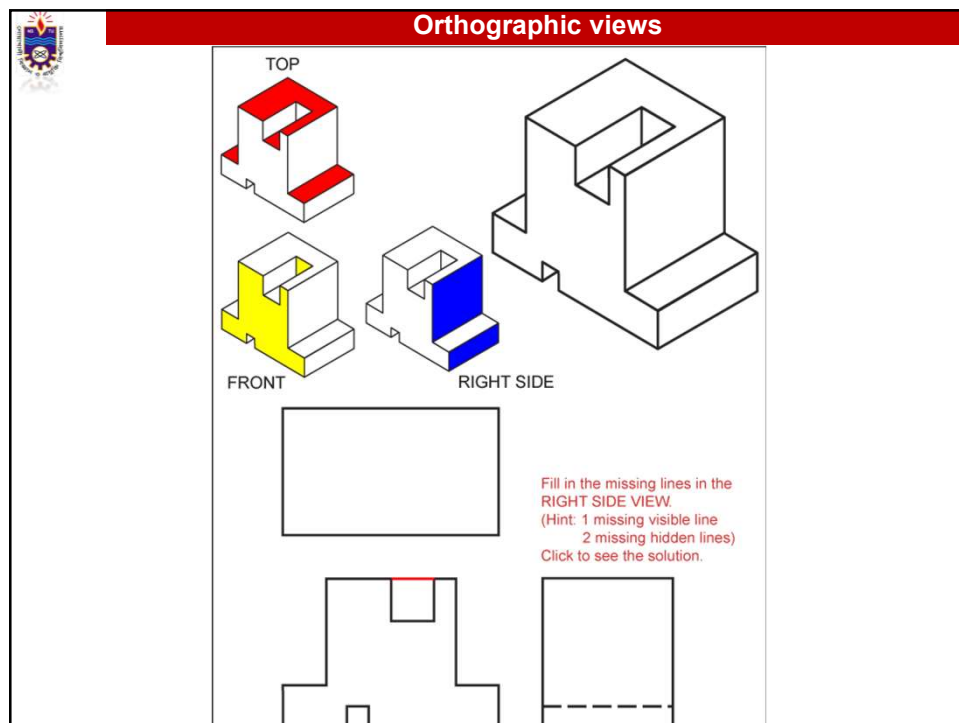 Orthographic views
TOP
FRONT
RIGHT SIDE
Fill in the missing lines in the
RIGHT SIDE VIEW.
(Hint: 1 missing visible line
2 missing hidden lines)
Click to see the solution.